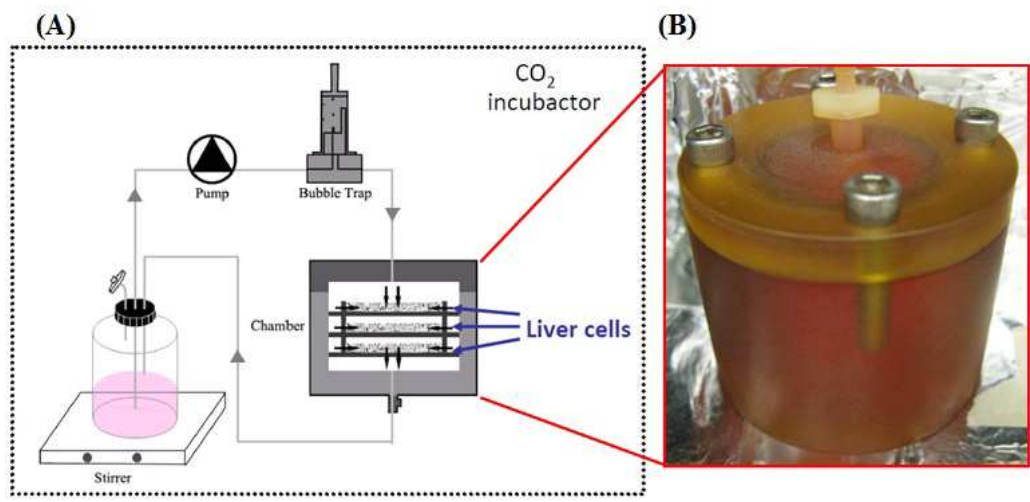 (A)
(B)
CO₂
incubactor
Pump
Bubble Trap
Chamber
Liver cells
Stirrer